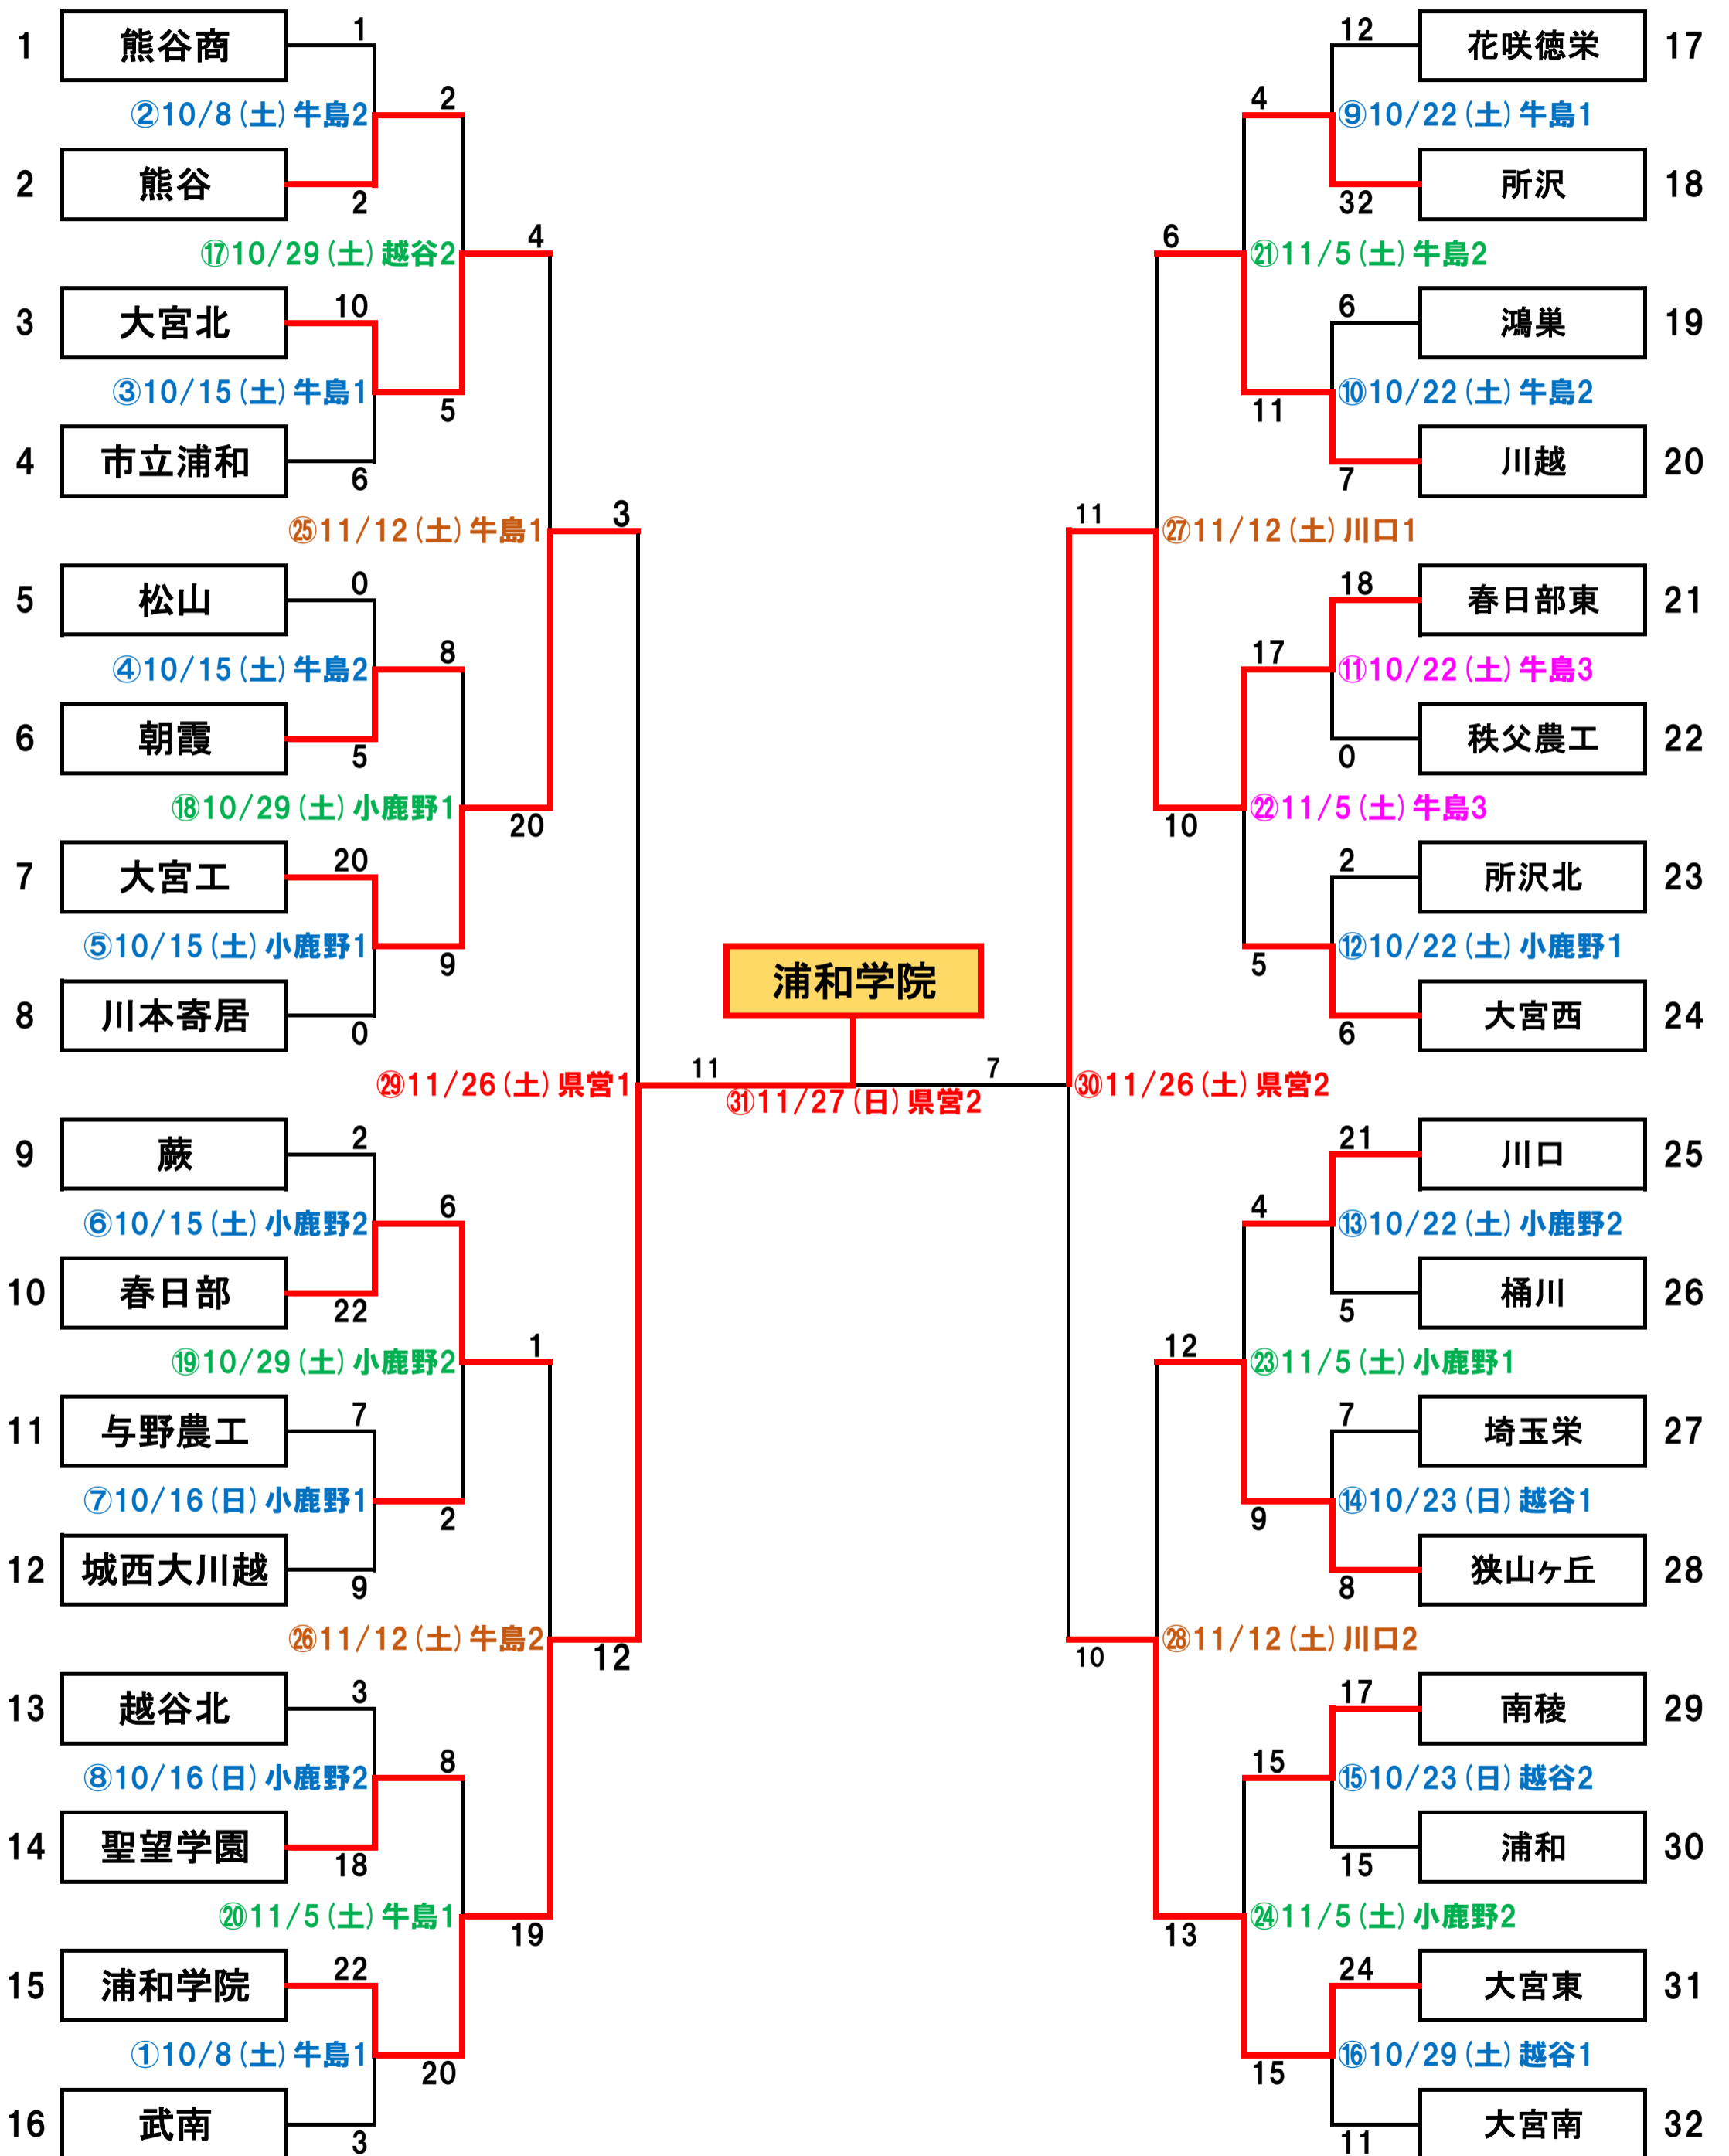 1 熊谷商 1
②10/8(土)牛島2 2
2 熊谷 2
⑰10/29(土)越谷2 4
3 大宮北 10
③10/15(土)牛島1 5
4 市立浦和 6
㉕11/12(土)牛島1 3
5 松山 0
④10/15(土)牛島2 8
6 朝霞 5
⑱10/29(土)小鹿野1 20
7 大宮工 20
⑤10/15(土)小鹿野1 9
8 川本寄居 0
㉙11/26(土)県営1
9 蕨 2
⑥10/15(土)小鹿野2 6
10 春日部 22
⑲10/29(土)小鹿野2 1
11 与野農工 7
⑦10/16(日)小鹿野1 2
12 城西大川越 9
㉖11/12(土)牛島2 12
13 越谷北 3
⑧10/16(日)小鹿野2 8
14 聖望学園 18
⑳11/5(土)牛島1 19
15 浦和学院 22
①10/8(土)牛島1 20
16 武南 3
浦和学院
11 7
㉛11/27(日)県営2
12 花咲徳栄 17
4 ⑨10/22(土)牛島1
32 所沢 18
6 ㉑11/5(土)牛島2
6 鴻巣 19
11 ⑩10/22(土)牛島2
7 川越 20
11 ㉗11/12(土)川口1
18 春日部東 21
17 ⑪10/22(土)牛島3
0 秩父農工 22
10 ㉒11/5(土)牛島3
2 所沢北 23
5 ⑫10/22(土)小鹿野1
6 大宮西 24
㉚11/26(土)県営2
21 川口 25
4 ⑬10/22(土)小鹿野2
5 桶川 26
12 ㉓11/5(土)小鹿野1
7 埼玉栄 27
9 ⑭10/23(日)越谷1
8 狭山ヶ丘 28
10 ㉘11/12(土)川口2
17 南稜 29
15 ⑮10/23(日)越谷2
15 浦和 30
13 ㉔11/5(土)小鹿野2
24 大宮東 31
15 ⑯10/29(土)越谷1
11 大宮南 32